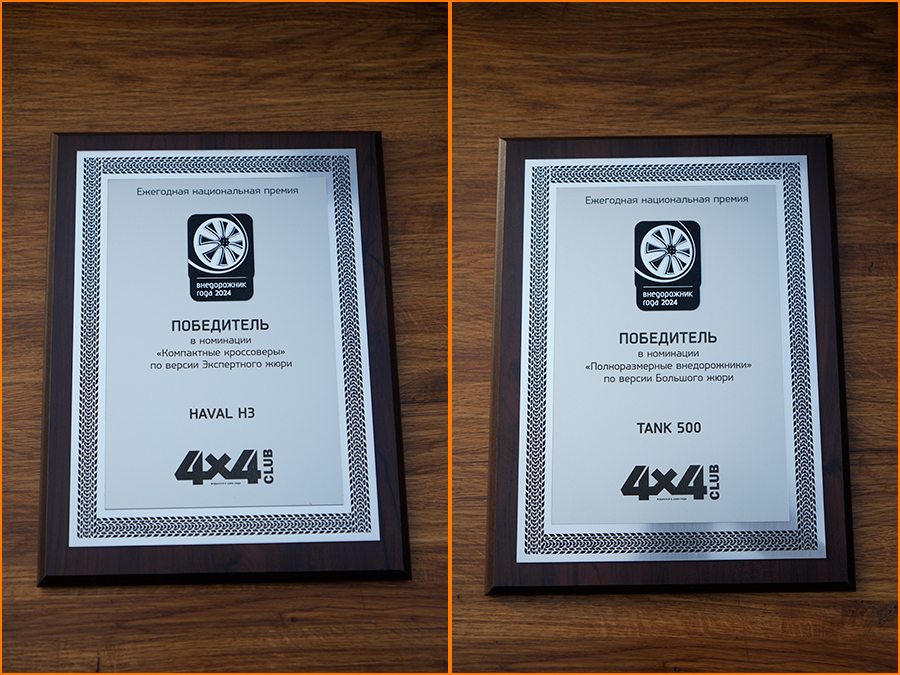 Ежегодная национальная премия
внедорожник
года 2024
ПОБЕДИТЕЛЬ
в номинации
«Компактные кроссоверы»
по версии Экспертного жюри
HAVAL H3
4x4
CLUB
Ежегодная национальная премия
внедорожник
года 2024
ПОБЕДИТЕЛЬ
в номинации
«Полноразмерные внедорожники»
по версии Большого жюри
TANK 500
4x4
CLUB